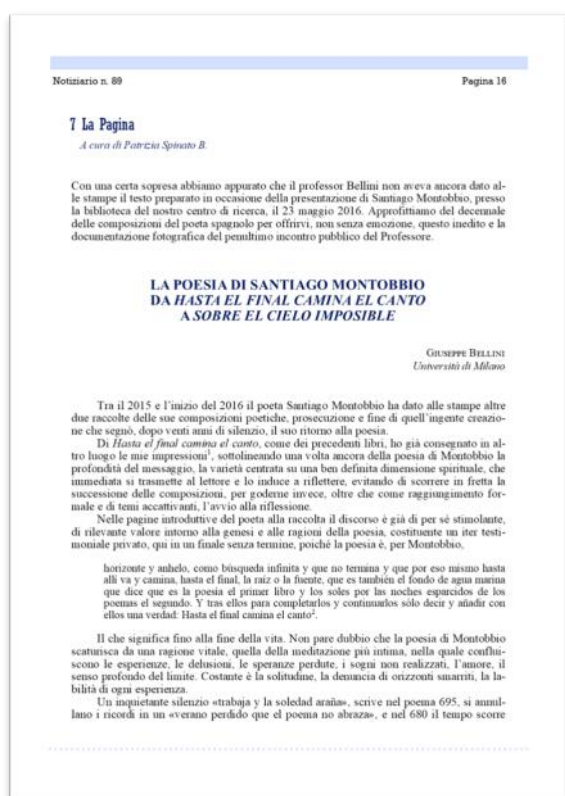 Notiziario n. 89
Pagina 16
7 La Pagina
A cura di Patrizia Spinato B.
Con una certa sopresa abbiamo appurato che il professor Bellini non aveva ancora dato al-
le stampe il testo preparato in occasione della presentazione di Santiago Montobbio, presso
la biblioteca del nostro centro di ricerca, il 23 maggio 2016. Approfittiamo del decennale
delle composizioni del poeta spagnolo per offrirvi, non senza emozione, questo inedito e la
documentazione fotografica del penultimo incontro pubblico del Professore.
LA POESIA DI SANTIAGO MONTOBBIO
DA HASTA EL FINAL CAMINA EL CANTO
A SOBRE EL CIELO IMPOSIBLE
GIUSEPPE BELLINI
Università di Milano
Tra il 2015 e l'inizio del 2016 il poeta Santiago Montobbio ha dato alle stampe altre
due raccolte delle sue composizioni poetiche, prosecuzione e fine di quell'ingente creazio-
ne che segnò, dopo venti anni di silenzio, il suo ritorno alla poesia.
Di Hasta el final camina el canto, come dei precedenti libri, ho già consegnato in al-
tro luogo le mie impressioni¹, sottolineando una volta ancora della poesia di Montobbio la
profondità del messaggio, la varietà centrata su una ben definita dimensione spirituale, che
immediata si trasmette al lettore e lo induce a riflettere, evitando di scorrere in fretta la
successione delle composizioni, per goderne invece, oltre che come raggiungimento for-
male e di temi accattivanti, l'avvio alla riflessione.
Nelle pagine introduttive del poeta alla raccolta il discorso è già di per sé stimolante,
di rilevante valore intorno alla genesi e alle ragioni della poesia, costituente un iter testi-
moniale privato, qui in un finale senza termine, poiché la poesia è, per Montobbio,
horizonte y anhelo, como búsqueda infinita y que no termina y que por eso mismo hasta
allí va y camina, hasta el final, la raíz o la fuente, que es también el fondo de agua marina
que dice que es la poesía el primer libro y los soles por las noches esparcidos de los
poemas el segundo. Y tras ellos para completarlos y continuarlos sólo decir y añadir con
ellos una verdad: Hasta el final camina el canto².
Il che significa fino alla fine della vita. Non pare dubbio che la poesia di Montobbio
scaturisca da una ragione vitale, quella della meditazione più intima, nella quale conflui-
scono le esperienze, le delusioni, le speranze perdute, i sogni non realizzati, l'amore, il
senso profondo del limite. Costante è la solitudine, la denuncia di orizzonti smarriti, la la-
bilità di ogni esperienza.
Un inquietante silenzio «trabaja y la soledad araña», scrive nel poema 695, si annul-
lano i ricordi in un «verano perdido que el poema no abraza», e nel 680 il tempo scorre